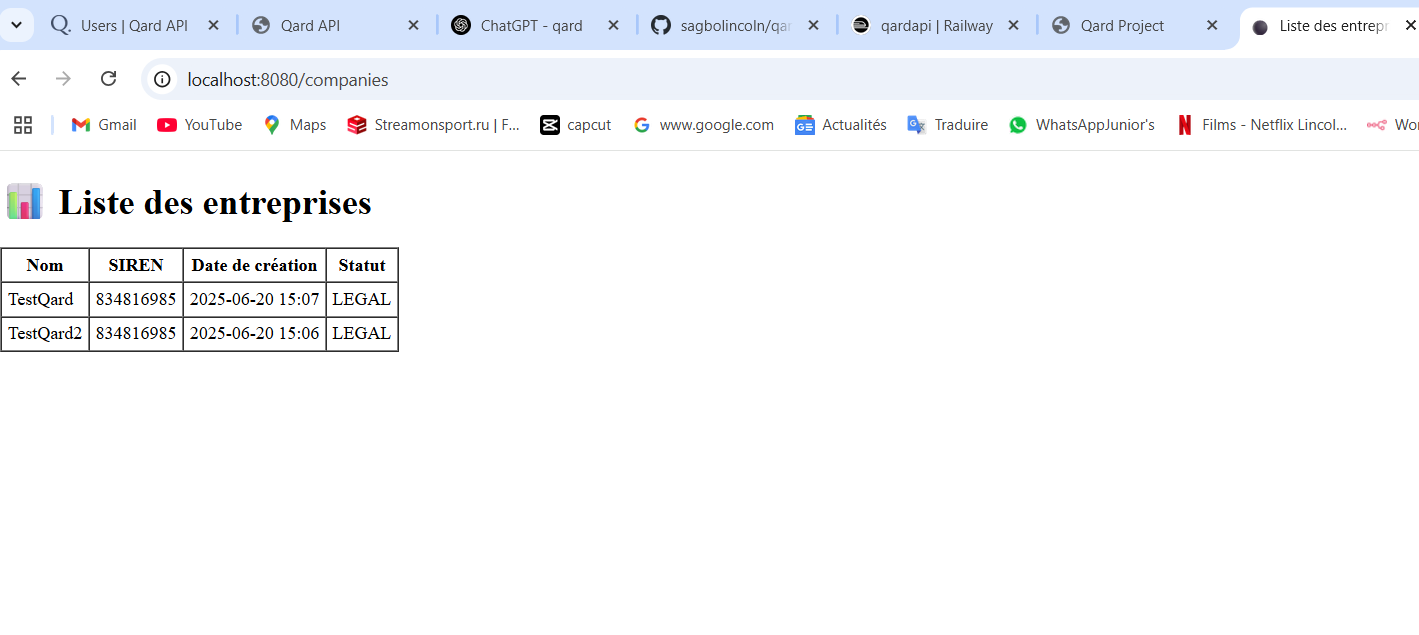 Users | Qard API
Qard API
ChatGPT - qard
sagbolincoln/qar
qardapi | Railway
Qard Project
Liste des entrepr
localhost:8080/companies
Gmail
YouTube
Maps
Streamonsport.ru | F...
capcut
www.google.com
Actualités
Traduire
WhatsAppJunior's
Films - Netflix Lincol...
Wor
Liste des entreprises
Nom SIREN Date de création Statut
TestQard 834816985 2025-06-20 15:07 LEGAL
TestQard2 834816985 2025-06-20 15:06 LEGAL